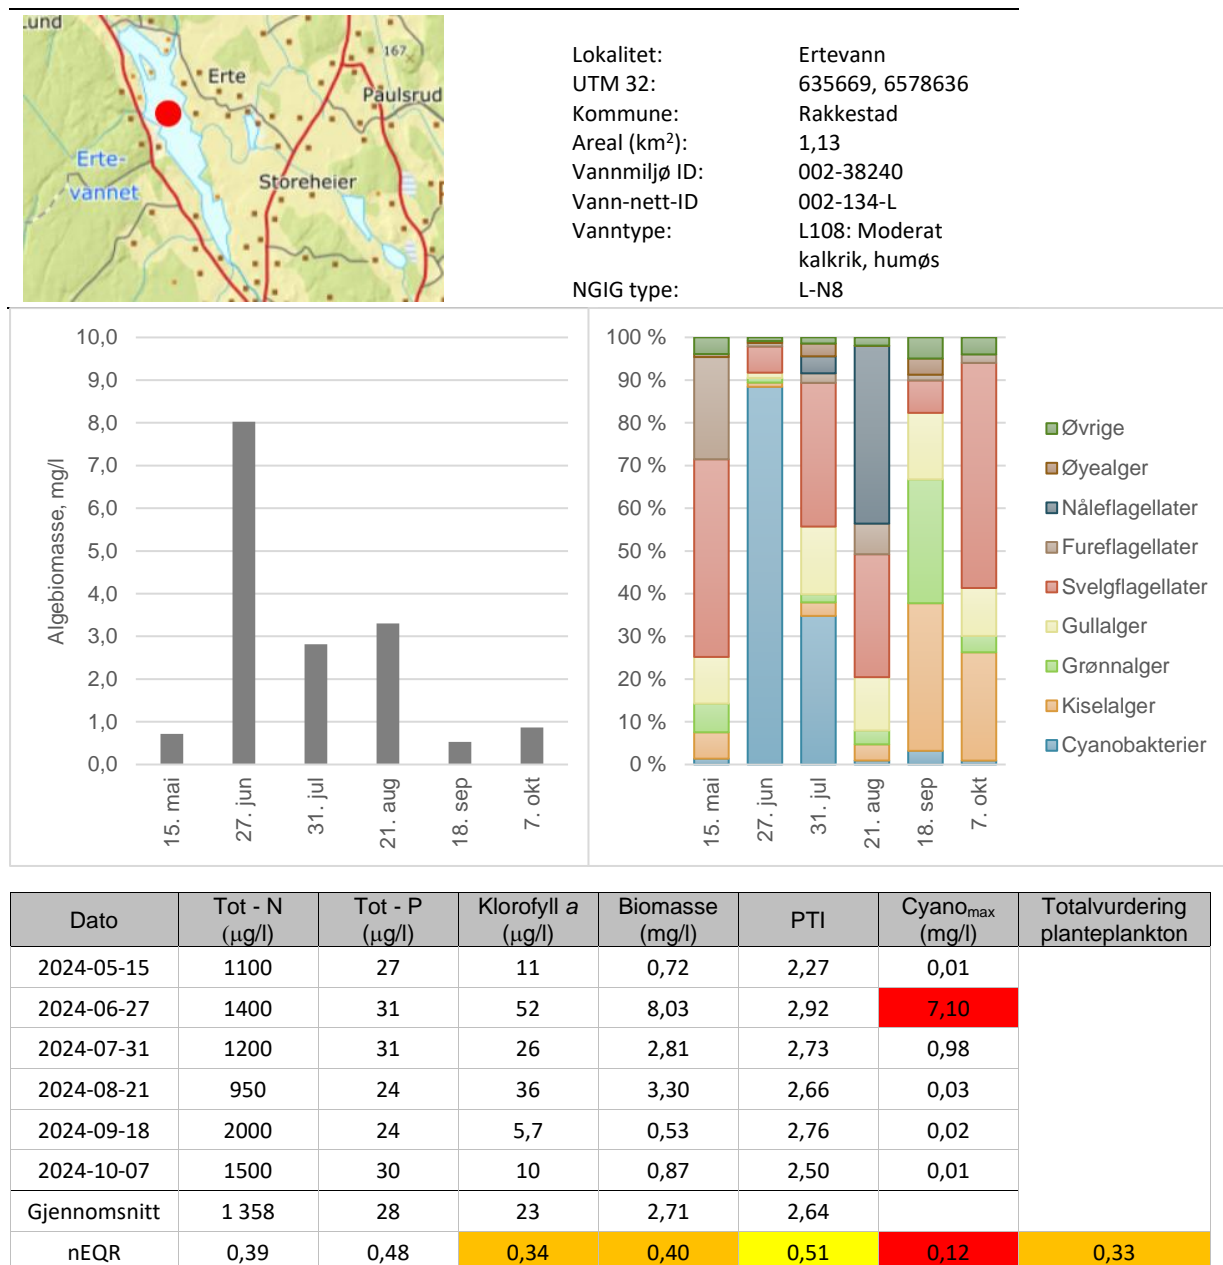 Lund
167
Erte
Paulsrud
Erte-
vannet
Storeheier
Lokalitet: Ertevann
UTM 32: 635669, 6578636
Kommune: Rakkestad
Areal (km²): 1,13
Vannmiljø ID: 002-38240
Vann-nett-ID 002-134-L
Vanntype: L108: Moderat
kalkrik, humøs
NGIG type: L-N8
Algebiomasse, mg/l
10,0
9,0
8,0
7,0
6,0
5,0
4,0
3,0
2,0
1,0
0,0
15. mai
27. jun
31. jul
21. aug
18. sep
7. okt
100 %
90 %
80 %
70 %
60 %
50 %
40 %
30 %
20 %
10 %
0 %
15. mai
27. jun
31. jul
21. aug
18. sep
7. okt
Øvrige
Øyealger
Nåleflagellater
Fureflagellater
Svelgflagellater
Gullalger
Grønnalger
Kiselalger
Cyanobakterier
Dato Tot - N (µg/l) Tot - P (µg/l) Klorofyll a (µg/l) Biomasse (mg/l) PTI Cyanomax (mg/l) Totalvurdering planteplankton
2024-05-15 1100 27 11 0,72 2,27 0,01
2024-06-27 1400 31 52 8,03 2,92 7,10
2024-07-31 1200 31 26 2,81 2,73 0,98
2024-08-21 950 24 36 3,30 2,66 0,03
2024-09-18 2000 24 5,7 0,53 2,76 0,02
2024-10-07 1500 30 10 0,87 2,50 0,01
Gjennomsnitt 1 358 28 23 2,71 2,64
nEQR 0,39 0,48 0,34 0,40 0,51 0,12 0,33